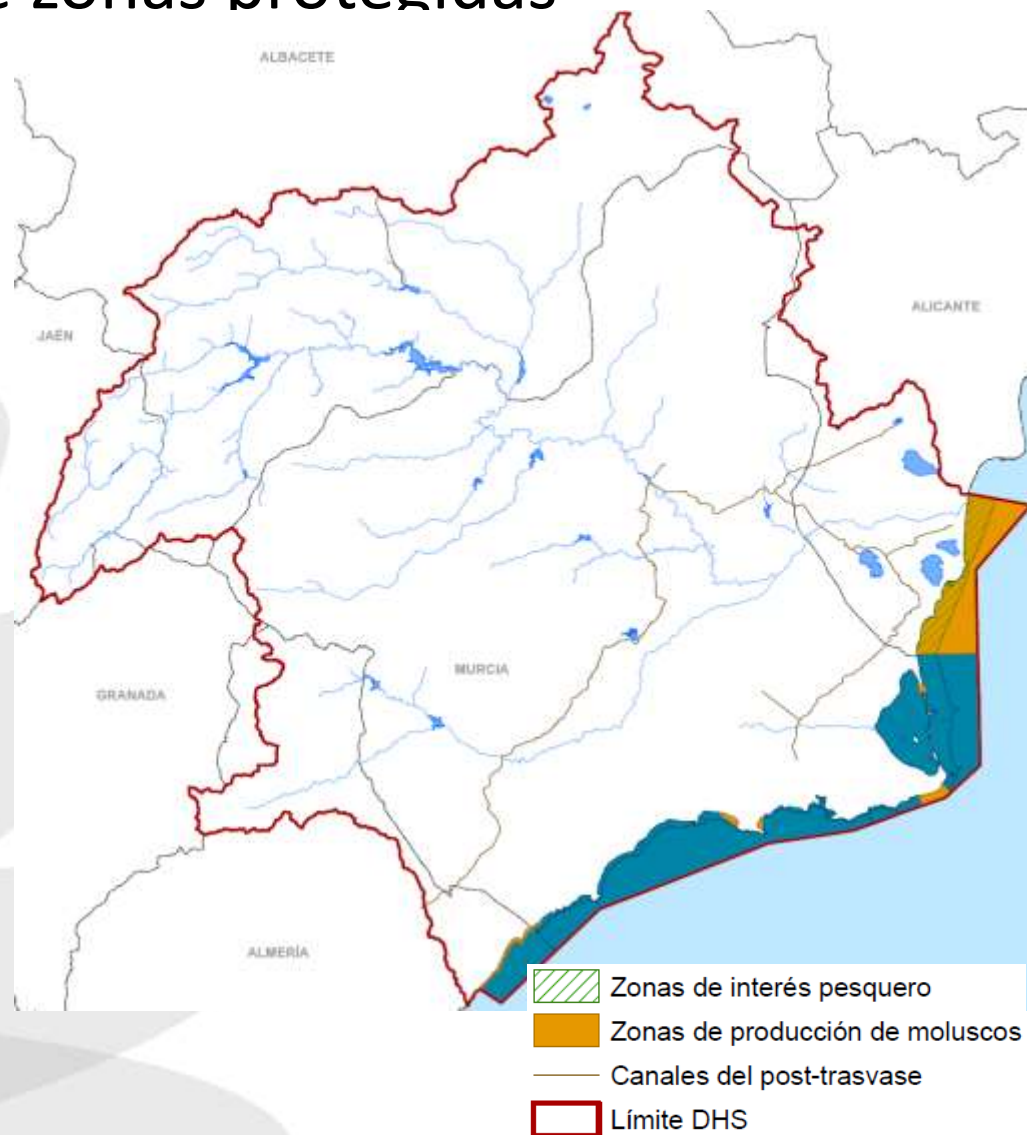 zonas protegidas
ALBACETE
JAÉN
ALICANTE
MURCIA
GRANADA
ALMERÍA
Zonas de interés pesquero
Zonas de producción de moluscos
Canales del post-trasvase
Límite DHS